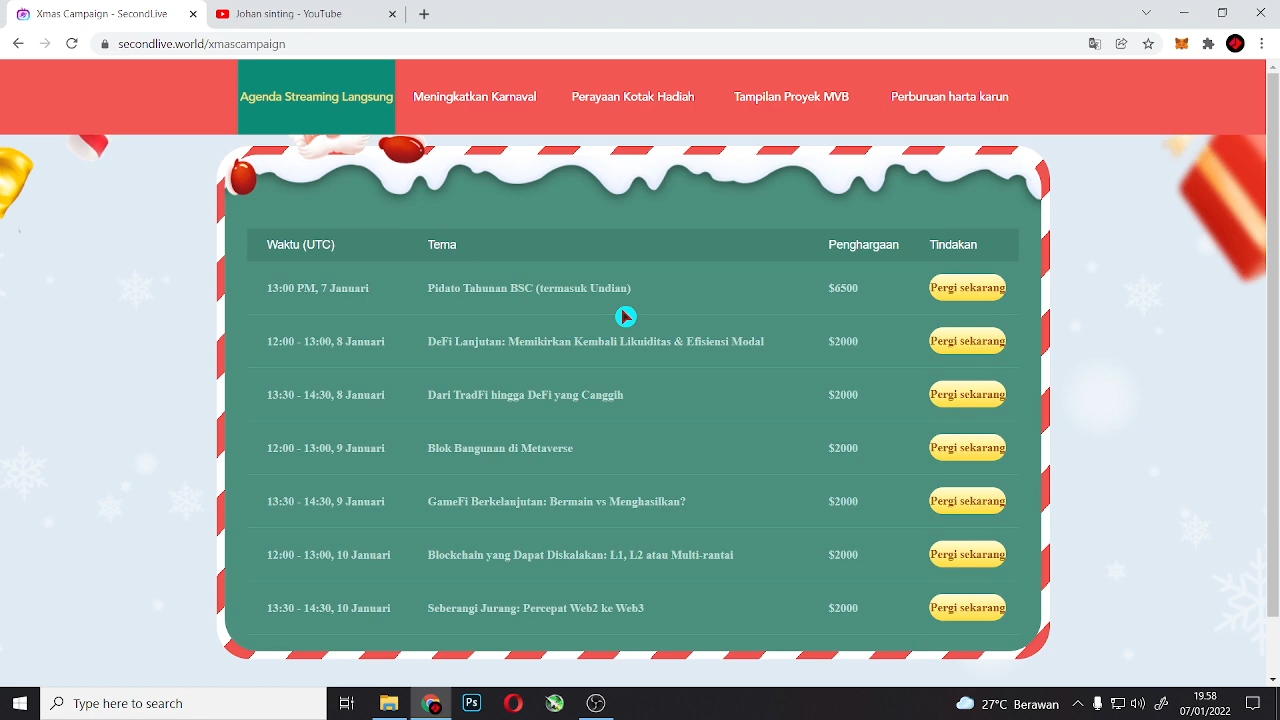 Xmas Campaign - SecondLive
Johan sintung - YouTube
secondlive.world/xmascampaign
Agenda Streaming Langsung
Meningkatkan Karnaval
Perayaan Kotak Hadiah
Tampilan Proyek MVB
Perburuan harta karun
Waktu (UTC) Tema Penghargaan Tindakan
13:00 PM, 7 Januari Pidato Tahunan BSC (termasuk Undian) $6500 Pergi sekarang
12:00 - 13:00, 8 Januari DeFi Lanjutan: Memikirkan Kembali Likuiditas & Efisiensi Modal $2000 Pergi sekarang
13:30 - 14:30, 8 Januari Dari TradFi hingga DeFi yang Canggih $2000 Pergi sekarang
12:00 - 13:00, 9 Januari Blok Bangunan di Metaverse $2000 Pergi sekarang
13:30 - 14:30, 9 Januari GameFi Berkelanjutan: Bermain vs Menghasilkan? $2000 Pergi sekarang
12:00 - 13:00, 10 Januari Blockchain yang Dapat Diskalakan: L1, L2 atau Multi-rantai $2000 Pergi sekarang
13:30 - 14:30, 10 Januari Seberangi Jurang: Percepat Web2 ke Web3 $2000 Pergi sekarang
Type here to search
Ps
27°C Berawan
19.58
07/01/2022